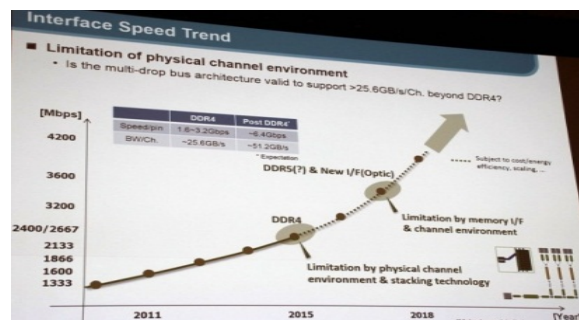 Interface Speed Trend
■ Limitation of physical channel environment
• Is the multi-drop bus architecture valid to support >25.6GB/s/Ch. beyond DDR4?
[Mbps]
DDR4 Post DDR4*
Speed/pin 1.6~3.2Gbps ~6.4Gbps
BW/Ch. ~25.6GB/s ~51.2GB/s
* Expectation
4200
3600
3200
2400/2667
2133
1866
1600
1333
Subject to cost/energy
efficiency, scaling, ...
DDR5(?) & New I/F(Optic)
DDR4
Limitation by memory I/F
& channel environment
Limitation by physical channel
environment & stacking technology
2011 2015 2018 [Year]